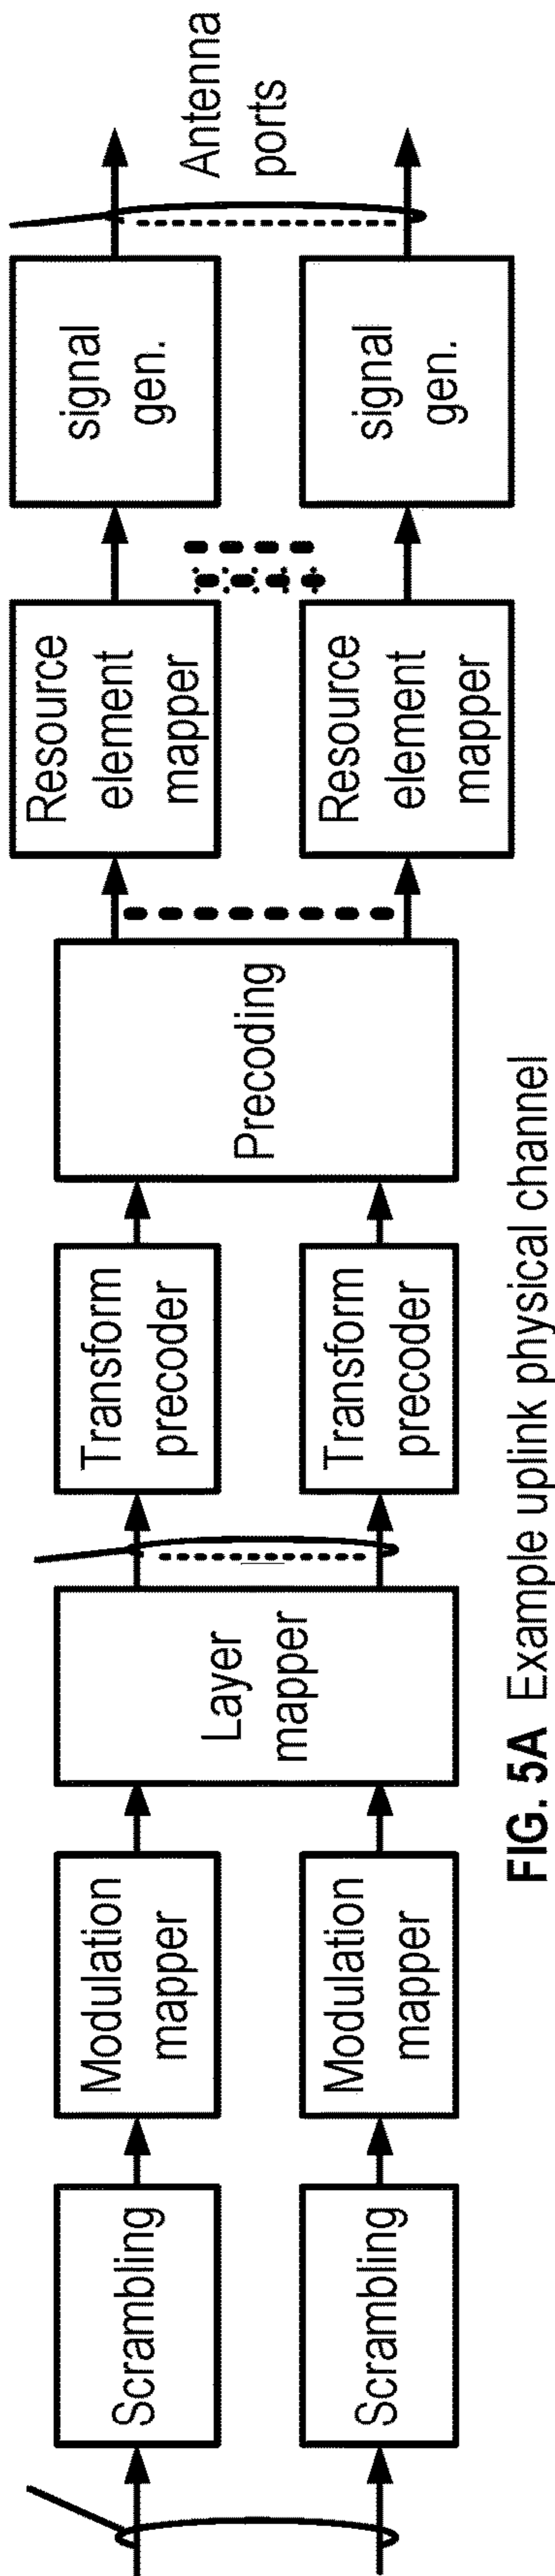 Scrambling
Modulation
mapper
Scrambling
Modulation
mapper
Layer
mapper
Transform
precoder
Transform
precoder
Precoding
Resource
element
mapper
signal
gen.
Resource
element
mapper
signal
gen.
Antenna
ports
FIG. 5A Example uplink physical channel